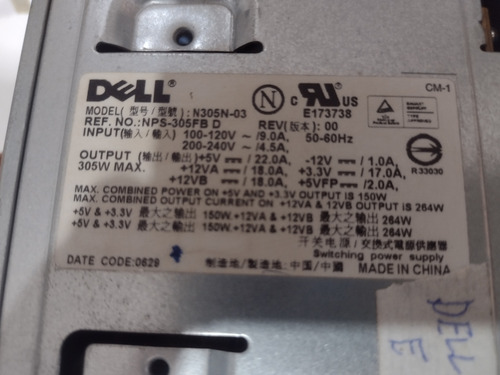 DELL
CM-1
MODEL(型号/型號):N305N-03
REF. NO.:NPS-305FB D
N
C RU US
E173738
REV(版本): 00
INPUT(输入/輸入) 100-120V ~ /9.0A, 50-60Hz
200-240V ~ /4.5A
OUTPUT (输出/輸出) +5V ⎓ /22.0A, -12V ⎓ /1.0A,
305W MAX. +12VA ⎓ /18.0A, +3.3V ⎓ /17.0A,
+12VB ⎓ /18.0A, +5VFP ⎓ /2.0A,
R33030
MAX. COMBINED POWER ON +5V AND +3.3V OUTPUT IS 150W
MAX. COMBINED OUTPUT CURRENT ON +12VA & 12VB OUTPUT IS 264W
+5V & +3.3V 最大之输出 150W.+12VA & +12VB 最大之输出 264W
+5V & +3.3V 最大之輸出 150W.+12VA & +12VB 最大之輸出 264W
开关电源/交換式電源供應器
Switching power supply
DATE CODE:0629
制造地/製造地:中国/中國
MADE IN CHINA
DELL
E